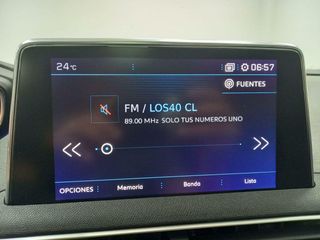 24°C
06:57
FUENTES
FM / LOS40 CL
89.00 MHz SOLO TUS NUMEROS UNO
OPCIONES Memoria Banda Lista